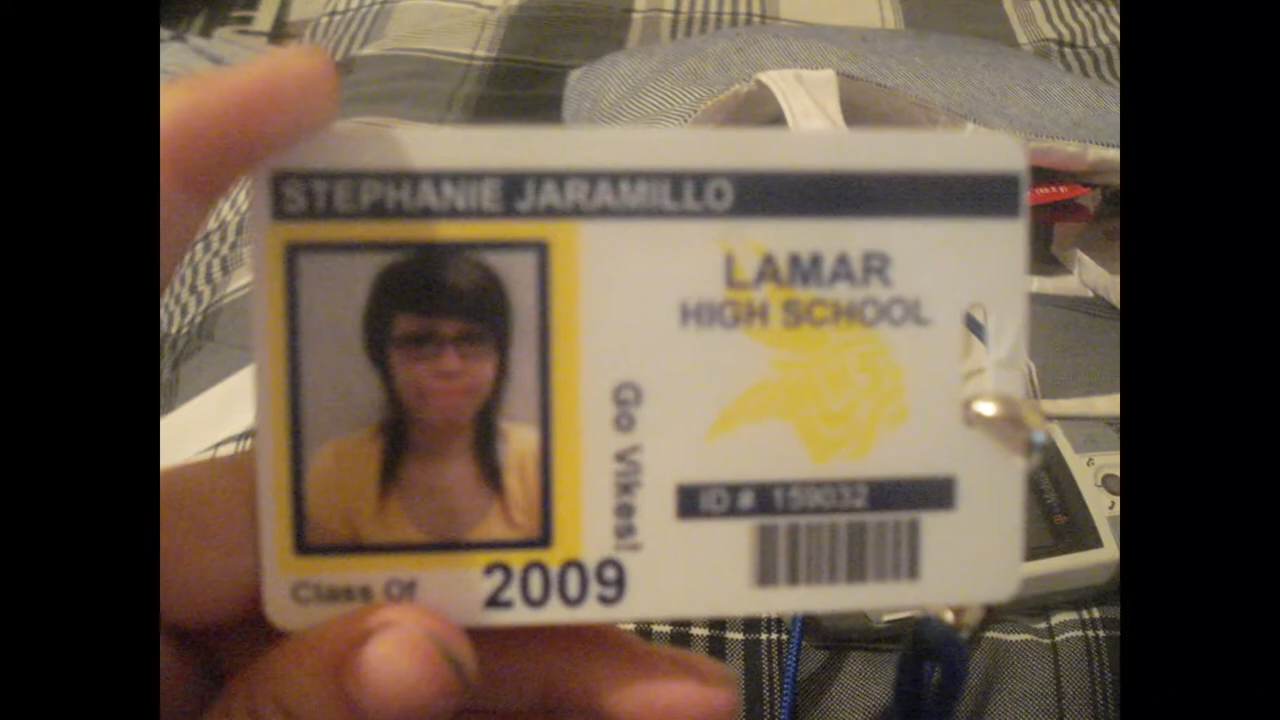 STEPHANIE JARAMILLO
LAMAR
HIGH SCHOOL
Go Vikes!
ID # 159032
Class Of 2009